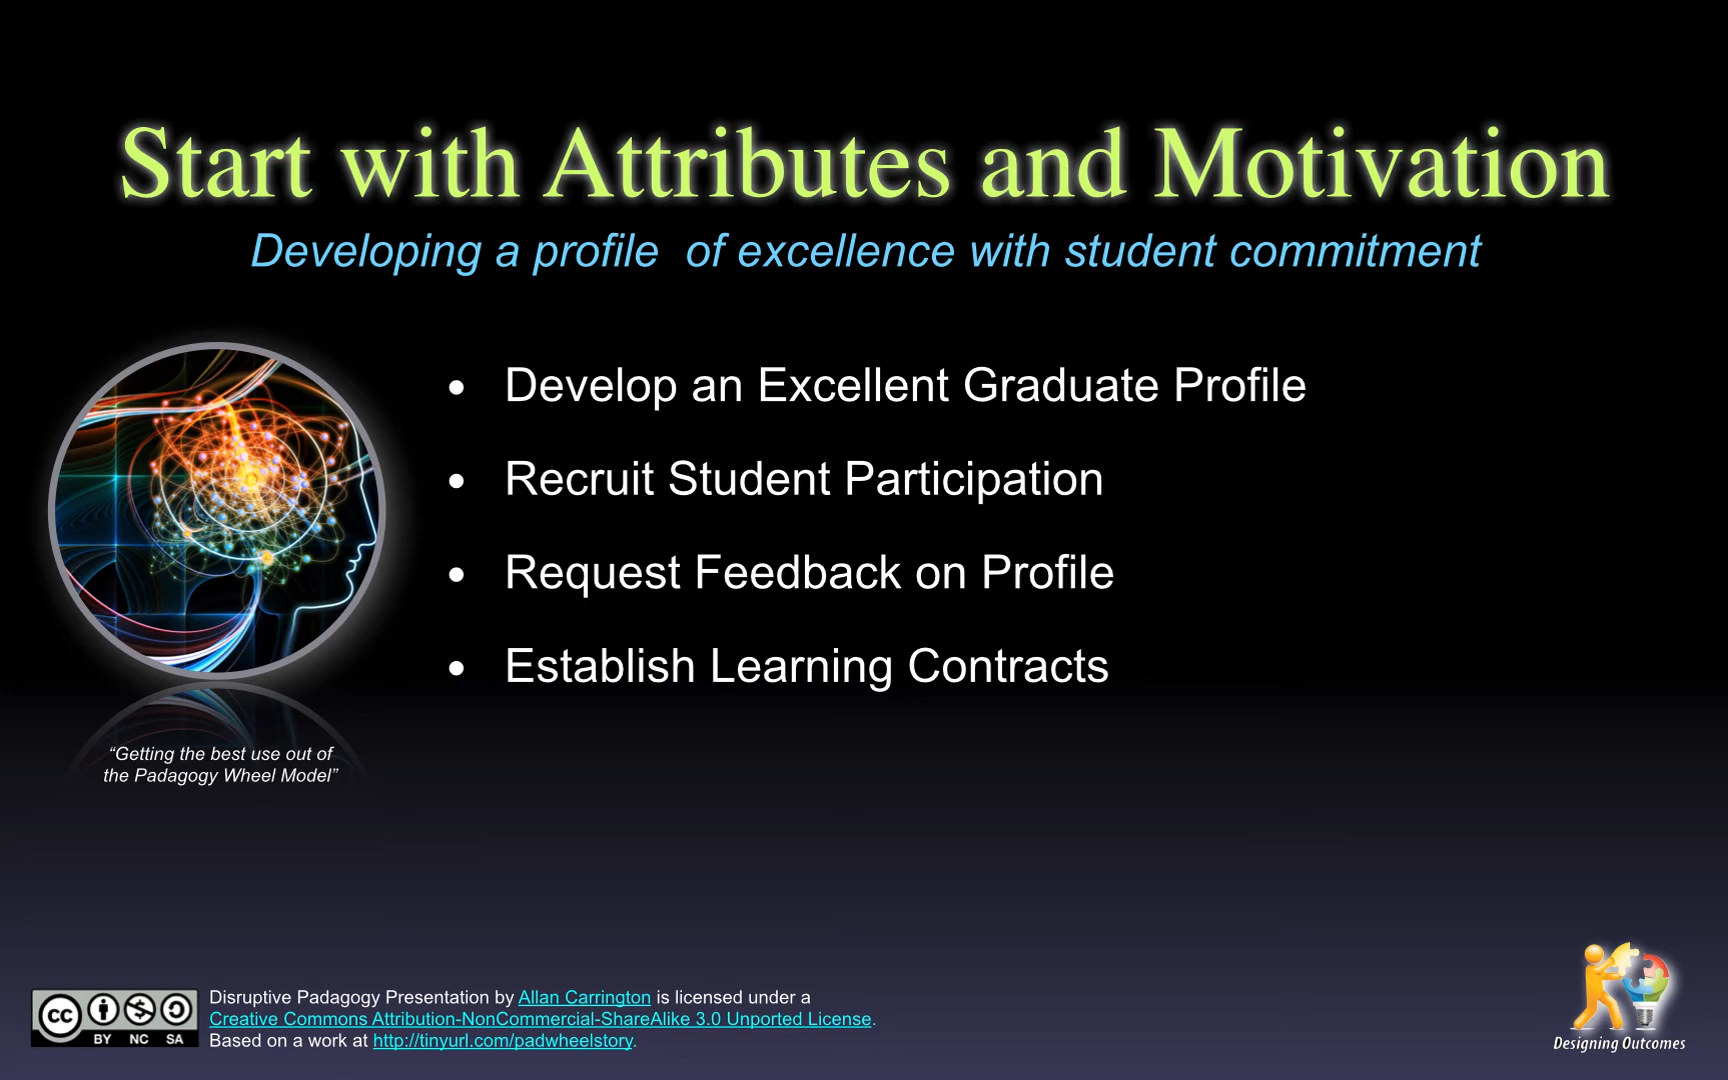 Start with Attributes and Motivation
Developing a profile  of excellence with student commitment
• Develop an Excellent Graduate Profile
• Recruit Student Participation
• Request Feedback on Profile
• Establish Learning Contracts
“Getting the best use out of
the Padagogy Wheel Model”
cc BY NC SA
Disruptive Padagogy Presentation by Allan Carrington is licensed under a
Creative Commons Attribution-NonCommercial-ShareAlike 3.0 Unported License.
Based on a work at http://tinyurl.com/padwheelstory.
Designing Outcomes